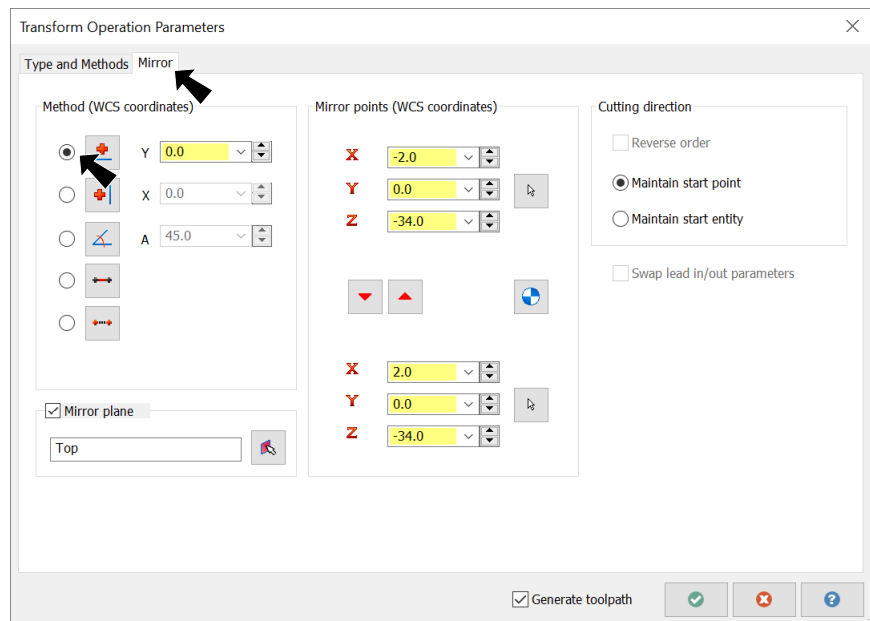 Transform Operation Parameters
Type and Methods Mirror
Method (WCS coordinates)
Y 0.0
X 0.0
A 45.0
Mirror plane
Top
Mirror points (WCS coordinates)
X -2.0
Y 0.0
Z -34.0
X 2.0
Y 0.0
Z -34.0
Cutting direction
Reverse order
Maintain start point
Maintain start entity
Swap lead in/out parameters
Generate toolpath